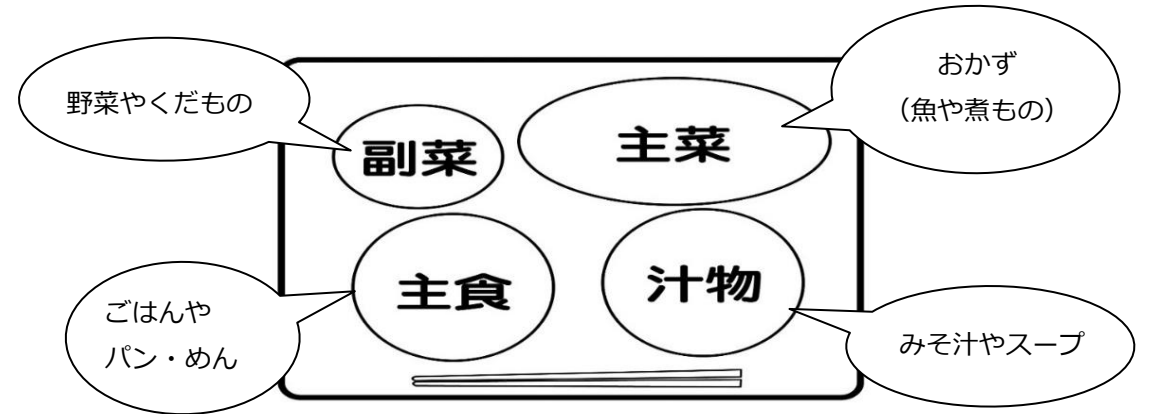 おかず
（魚や煮もの）
野菜やくだもの
副菜
主菜
主食
汁物
ごはんや
パン・めん
みそ汁やスープ